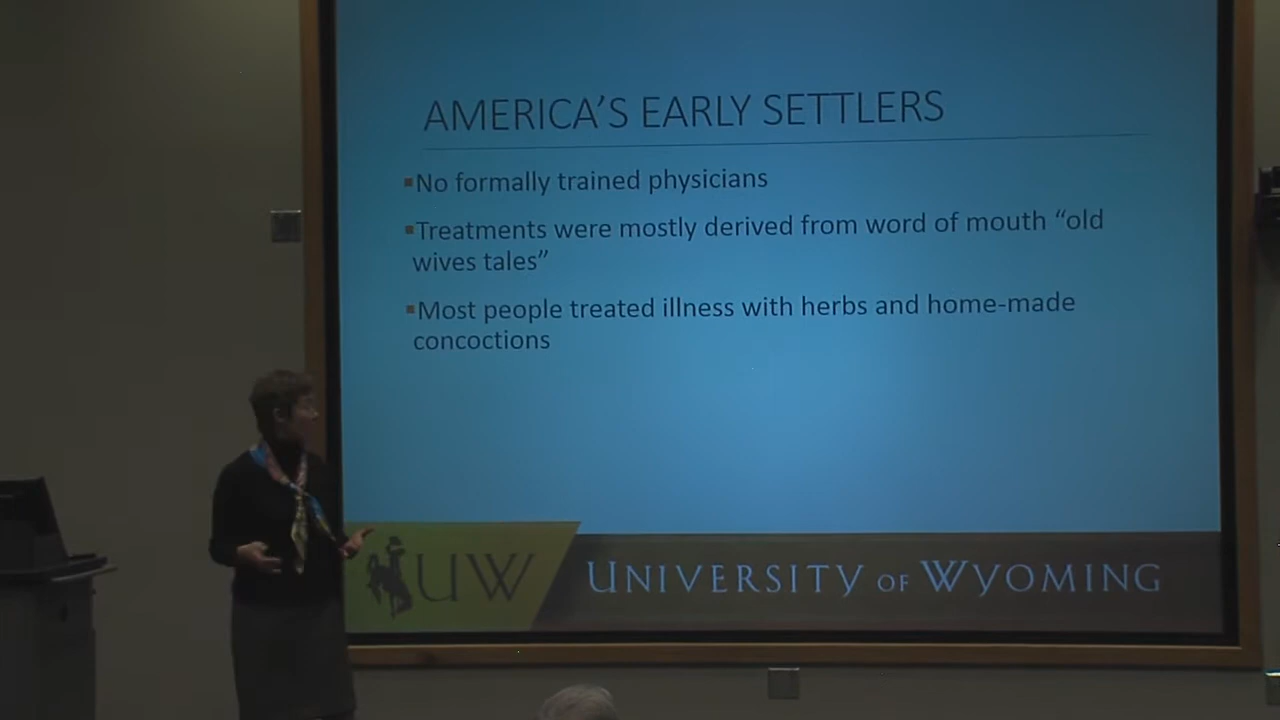 AMERICA’S EARLY SETTLERS
▪No formally trained physicians
▪Treatments were mostly derived from word of mouth “old
wives tales”
▪Most people treated illness with herbs and home-made
concoctions
UW
UNIVERSITY OF WYOMING